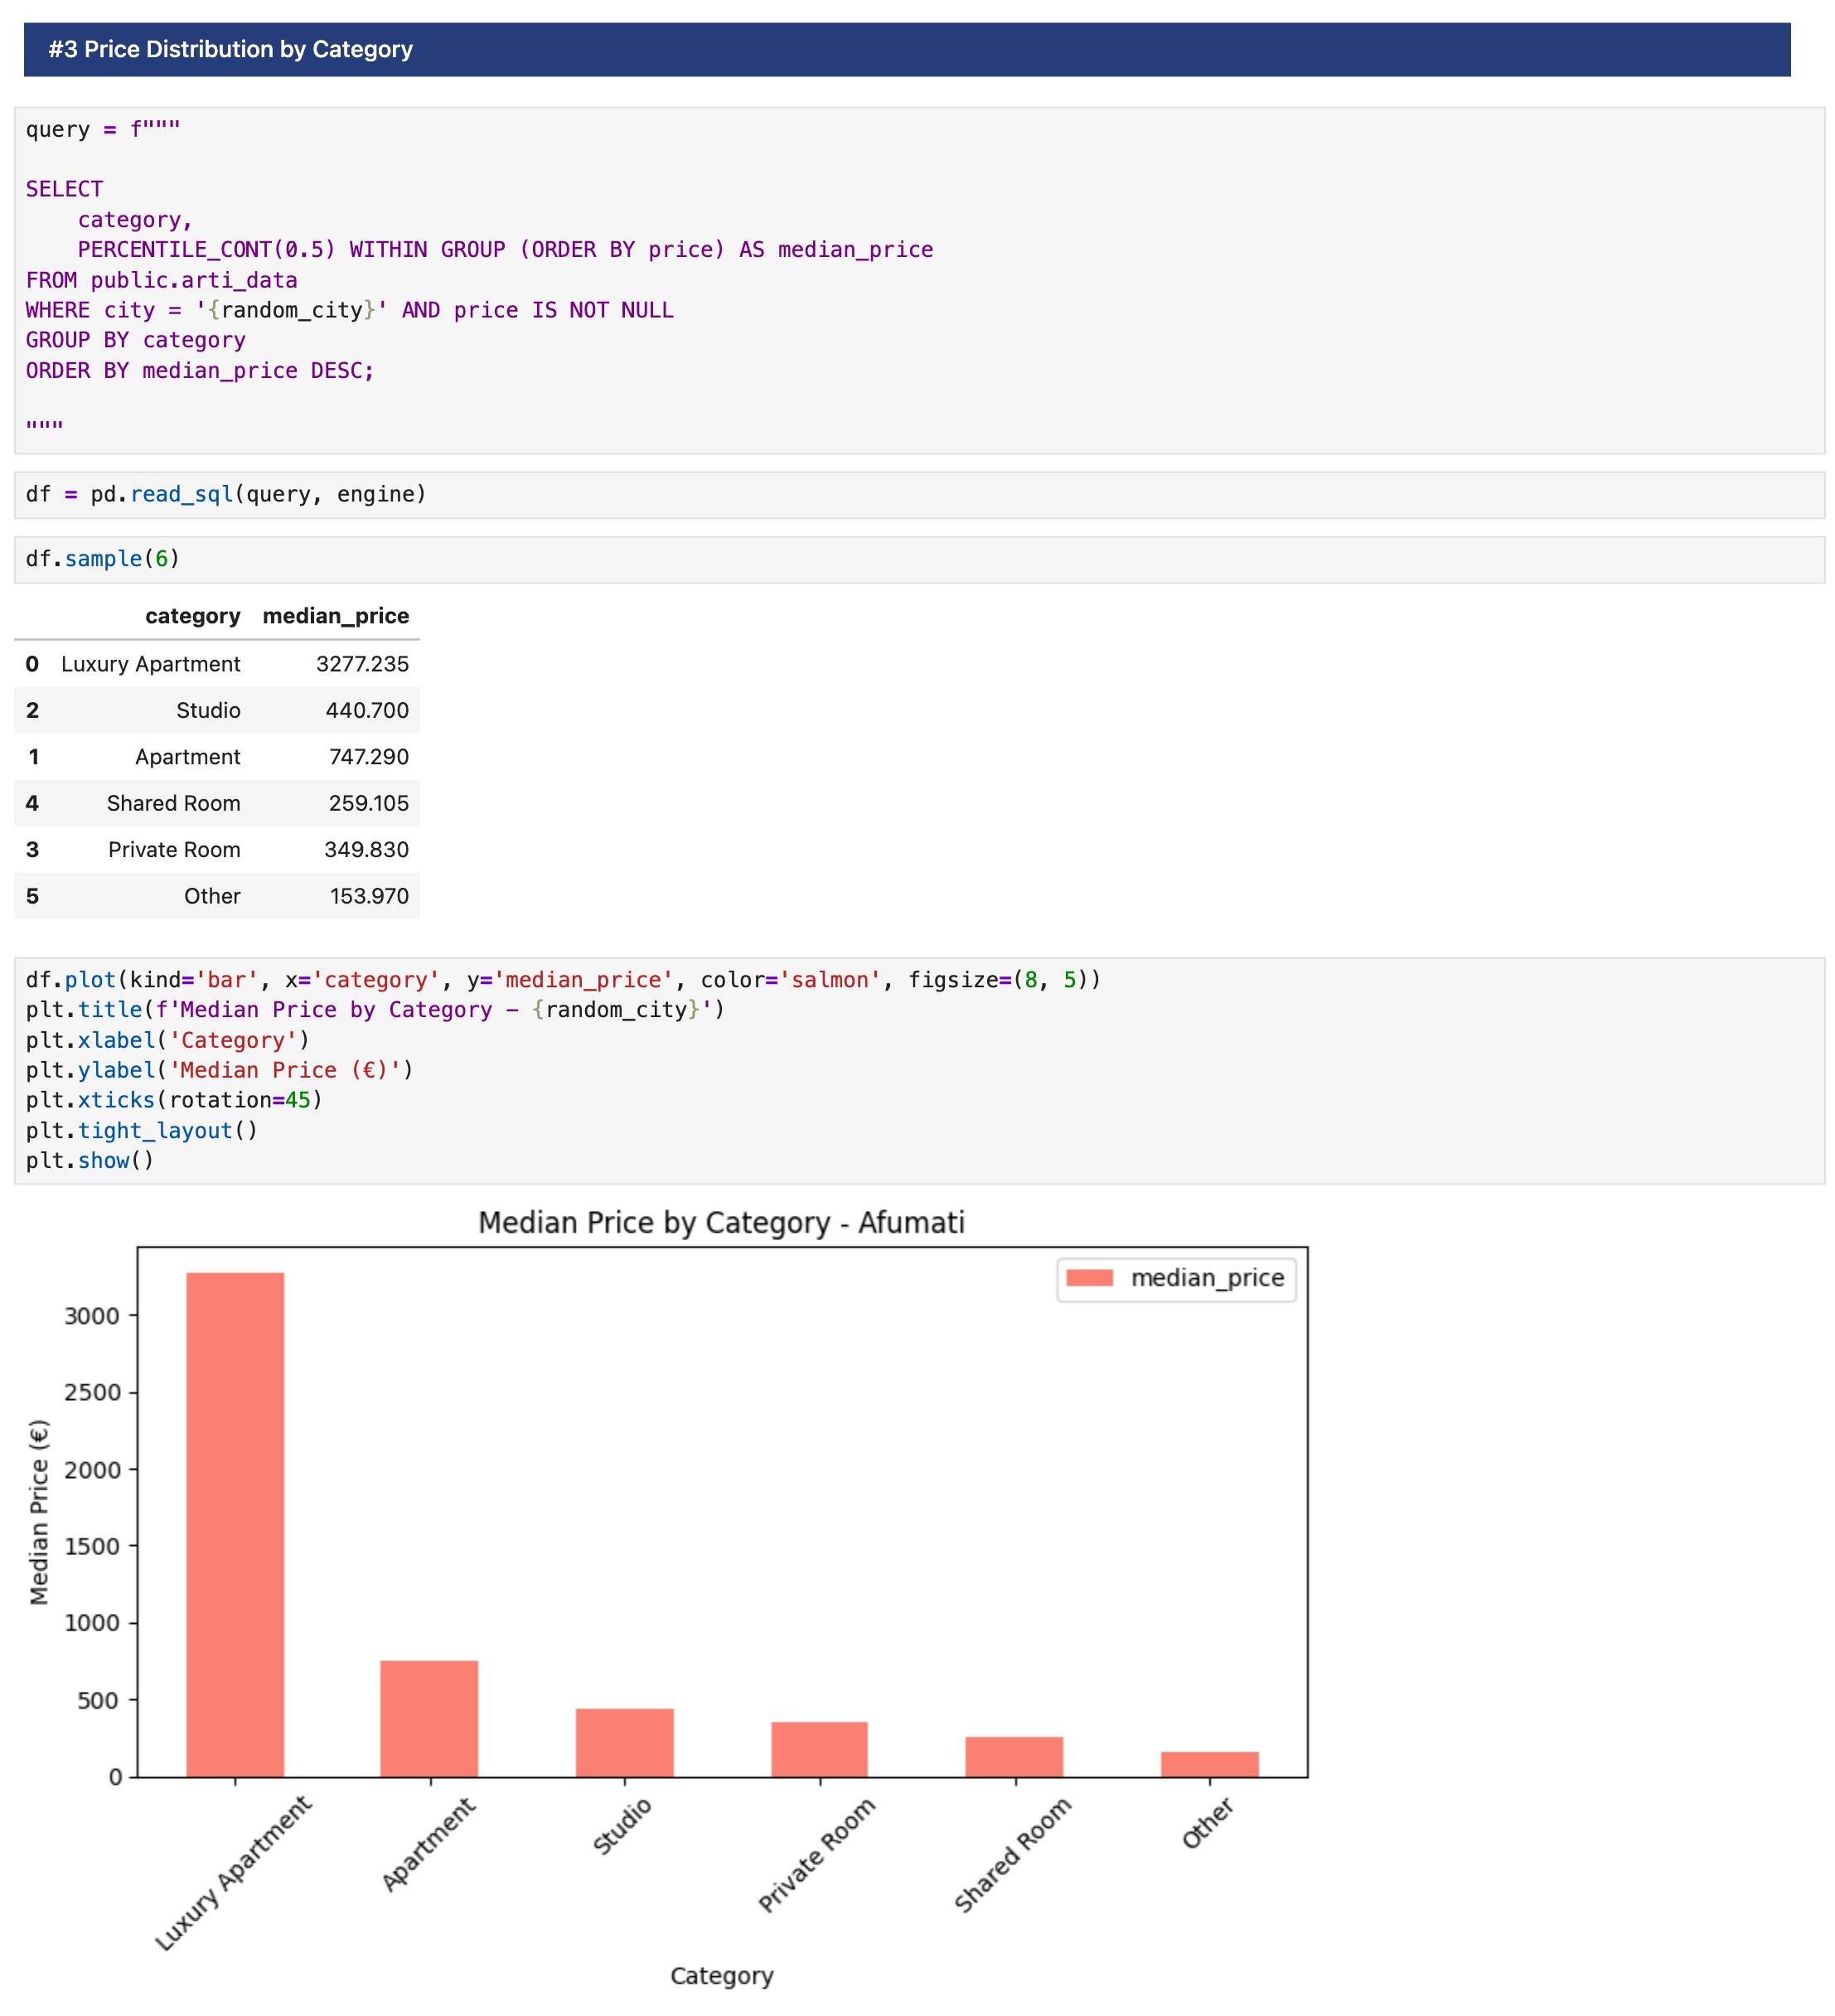 #3 Price Distribution by Category
query = f"""
SELECT
    category,
    PERCENTILE_CONT(0.5) WITHIN GROUP (ORDER BY price) AS median_price
FROM public.arti_data
WHERE city = '{random_city}' AND price IS NOT NULL
GROUP BY category
ORDER BY median_price DESC;
"""
df = pd.read_sql(query, engine)
df.sample(6)
category median_price
0 Luxury Apartment 3277.235
2 Studio 440.700
1 Apartment 747.290
4 Shared Room 259.105
3 Private Room 349.830
5 Other 153.970
df.plot(kind='bar', x='category', y='median_price', color='salmon', figsize=(8, 5))
plt.title(f'Median Price by Category – {random_city}')
plt.xlabel('Category')
plt.ylabel('Median Price (€)')
plt.xticks(rotation=45)
plt.tight_layout()
plt.show()
Median Price by Category - Afumati
median_price
3000
2500
2000
1500
1000
500
0
Median Price (€)
Luxury Apartment
Apartment
Studio
Private Room
Shared Room
Other
Category